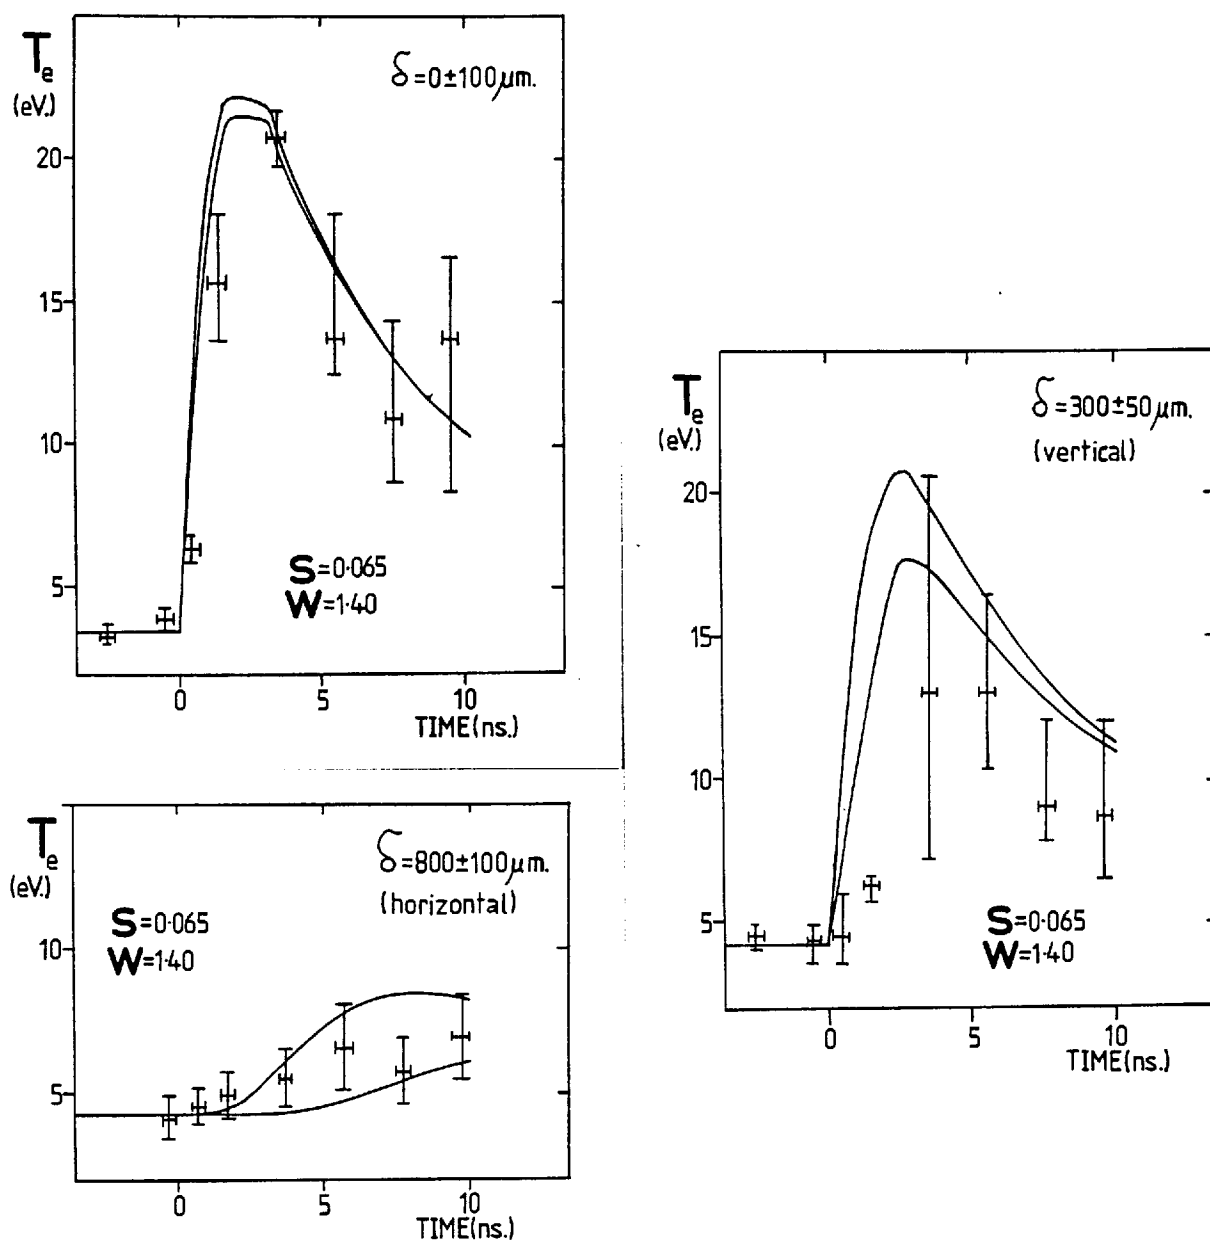 Te
(eV.)
δ=0±100μm.
20
15
10
5
S=0·065
W=1·40
0 5 10
TIME(ns.)
Te
(eV.)
δ=800±100μm.
(horizontal)
S=0·065
W=1·40
10
5
0 5 10
TIME(ns.)
Te
(eV.)
δ=300±50μm.
(vertical)
20
15
10
5
S=0·065
W=1·40
0 5 10
TIME(ns.)